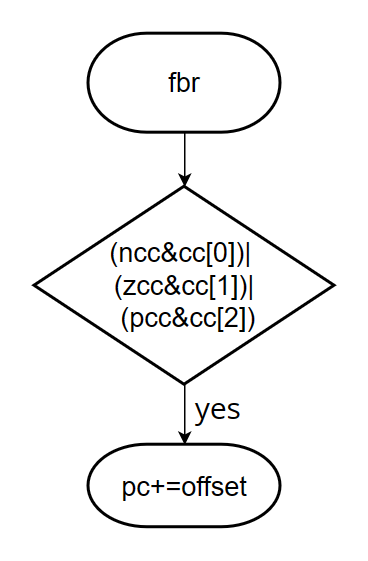 fbr
(ncc&cc[0])|
(zcc&cc[1])|
(pcc&cc[2])
yes
pc+=offset